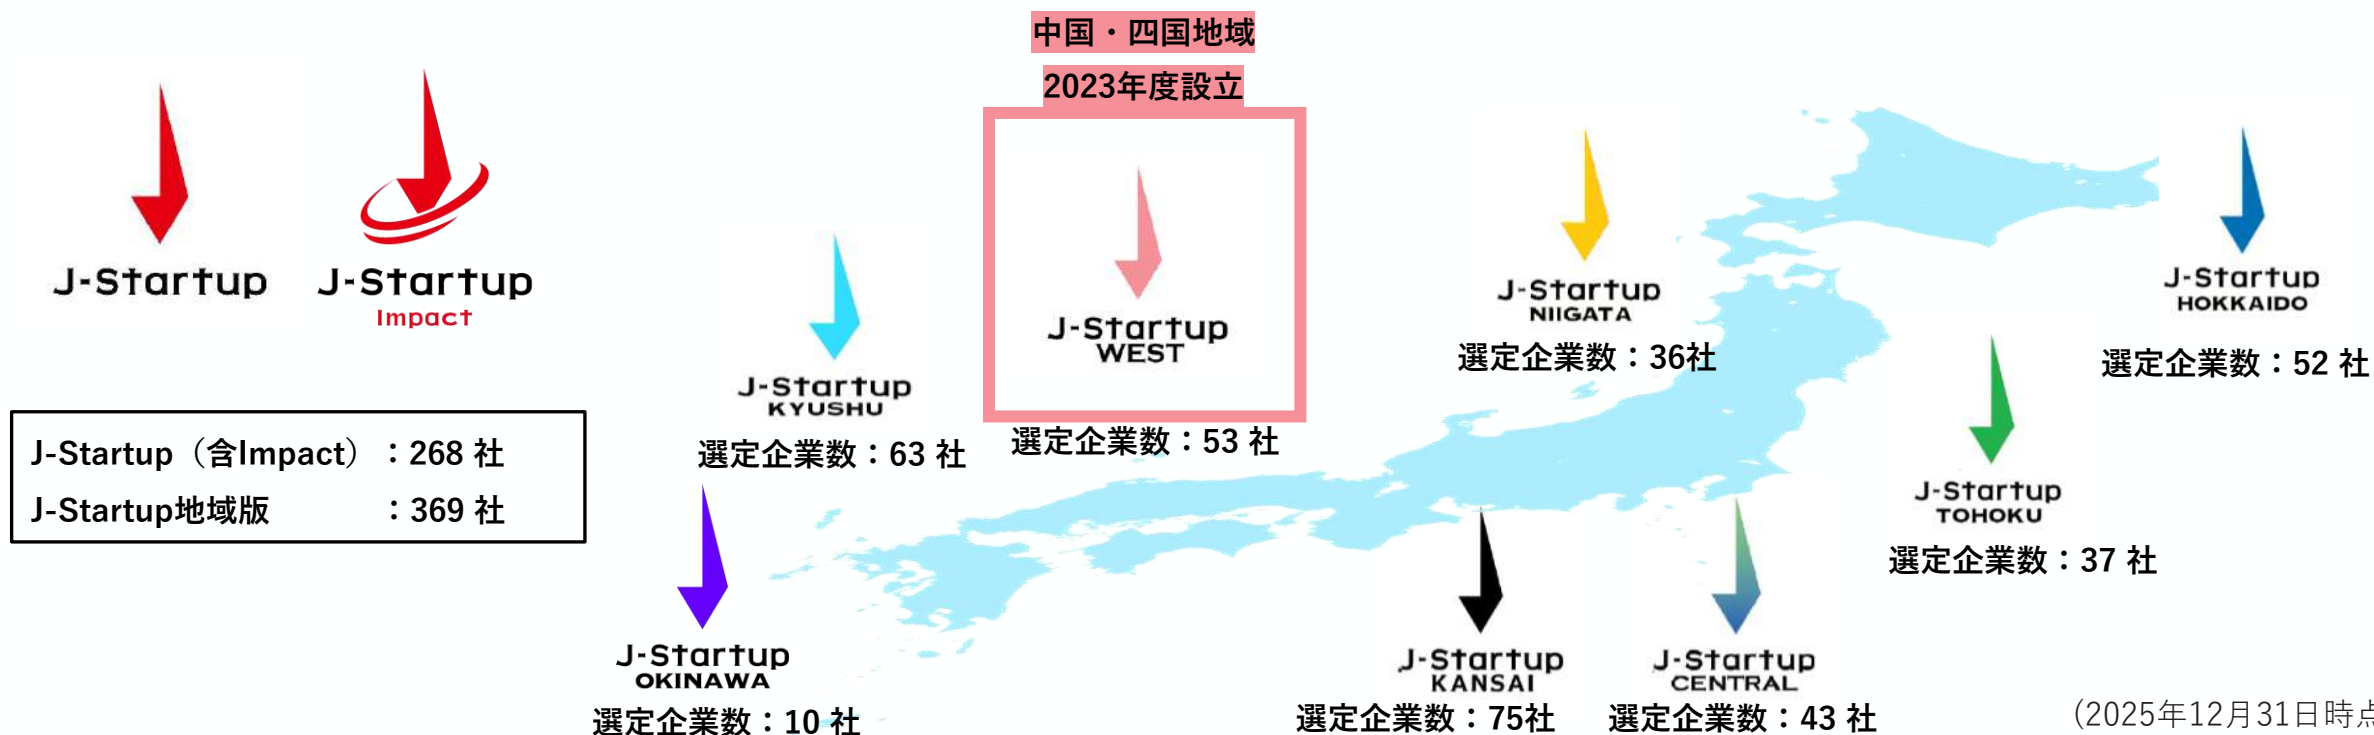 中国・四国地域
2023年度設立
J-Startup
J-Startup
Impact
J-Startup（含Impact）：268 社
J-Startup地域版　　　：369 社
J-Startup
KYUSHU
選定企業数：63 社
J-Startup
WEST
選定企業数：53 社
J-Startup
NIIGATA
選定企業数：36社
J-Startup
HOKKAIDO
選定企業数：52 社
J-Startup
TOHOKU
選定企業数：37 社
J-Startup
OKINAWA
選定企業数：10 社
J-Startup
KANSAI
選定企業数：75社
J-Startup
CENTRAL
選定企業数：43 社
(2025年12月31日時点